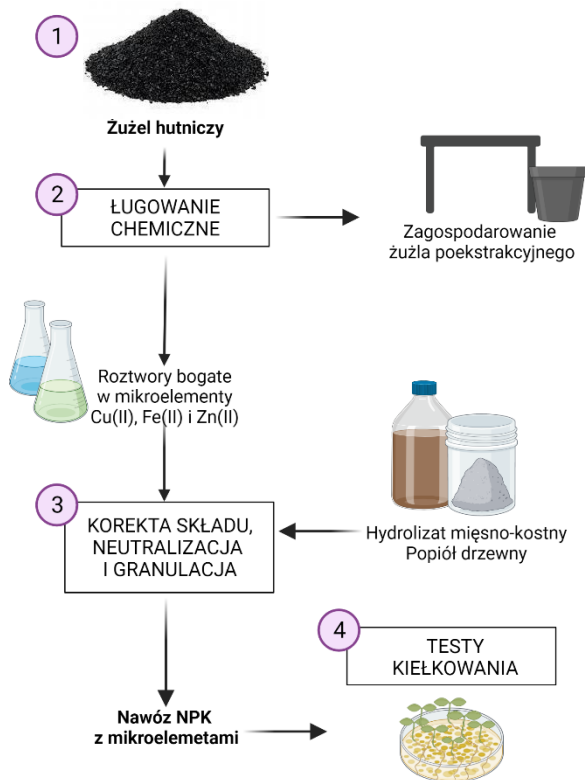 1
Żużel hutniczy
2
ŁUGOWANIE
CHEMICZNE
Zagospodarowanie
żużla poekstrakcyjnego
Roztwory bogate
w mikroelementy
Cu(II), Fe(II) i Zn(II)
3
KOREKTA SKŁADU,
NEUTRALIZACJA
I GRANULACJA
Hydrolizat mięsno-kostny
Popiół drzewny
4
TESTY
KIEŁKOWANIA
Nawóz NPK
z mikroelemetami